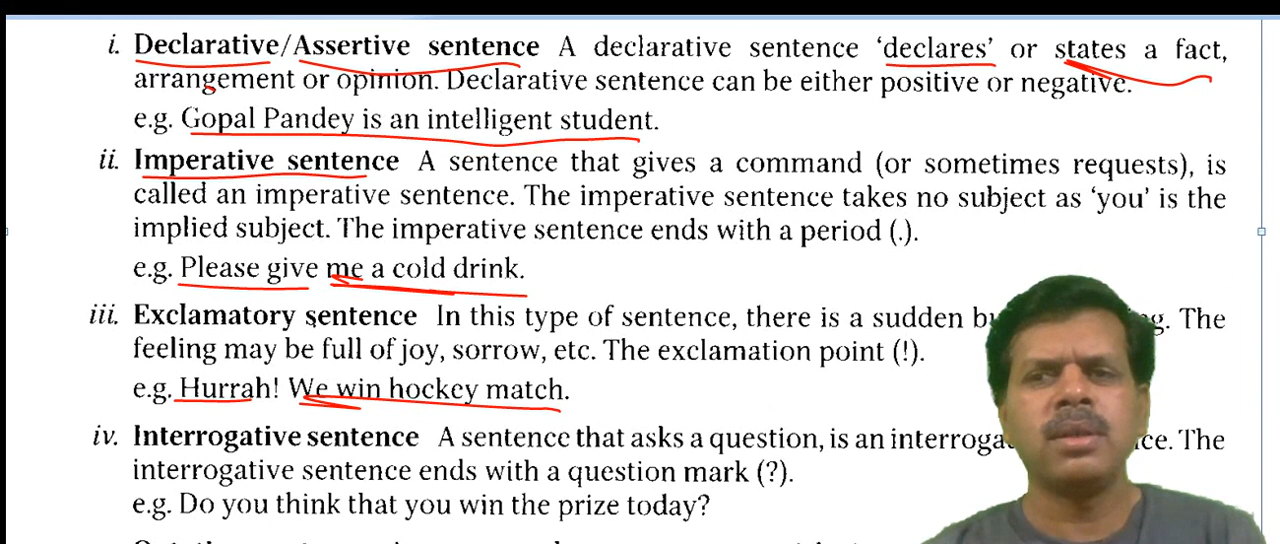 i. Declarative/Assertive sentence A declarative sentence ‘declares’ or states a fact,
arrangement or opinion. Declarative sentence can be either positive or negative.
e.g. Gopal Pandey is an intelligent student.
ii. Imperative sentence A sentence that gives a command (or sometimes requests), is
called an imperative sentence. The imperative sentence takes no subject as ‘you’ is the
implied subject. The imperative sentence ends with a period (.).
e.g. Please give me a cold drink.
iii. Exclamatory sentence In this type of sentence, there is a sudden The
feeling may be full of joy, sorrow, etc. The exclamation point (!).
e.g. Hurrah! We win hockey match.
iv. Interrogative sentence A sentence that asks a question, is an The
interrogative sentence ends with a question mark (?).
e.g. Do you think that you win the prize today?